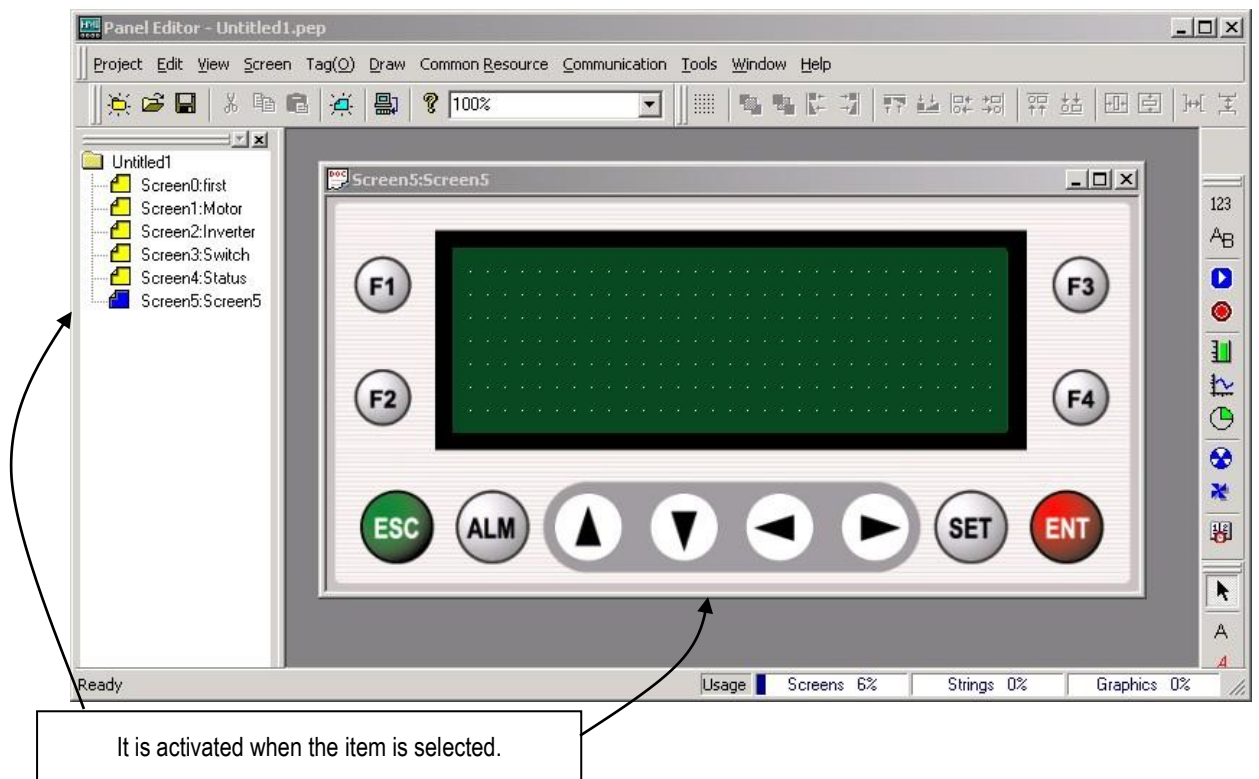 Panel Editor - Untitled1.pep
Project Edit View Screen Tag(O) Draw Common Resource Communication Tools Window Help
100%
Untitled1
Screen0:first
Screen1:Motor
Screen2:Inverter
Screen3:Switch
Screen4:Status
Screen5:Screen5
Screen5:Screen5
F1
F2
F3
F4
ESC ALM SET ENT
123
AB
A
A
Ready
Usage Screens 6% Strings 0% Graphics 0%
It is activated when the item is selected.